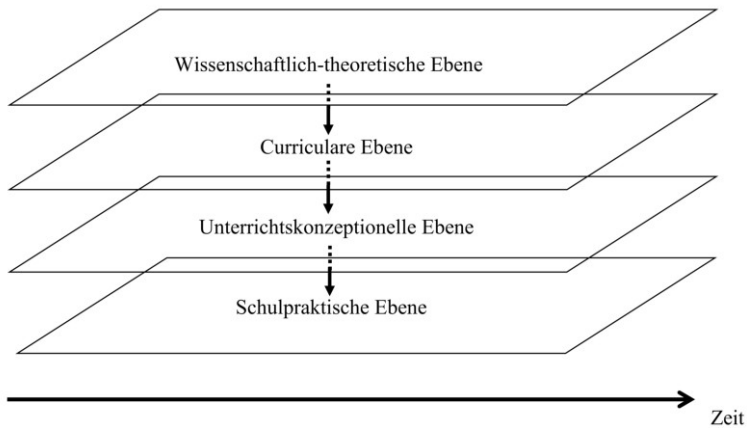 Wissenschaftlich-theoretische Ebene
Curriculare Ebene
Unterrichtskonzeptionelle Ebene
Schulpraktische Ebene
Zeit